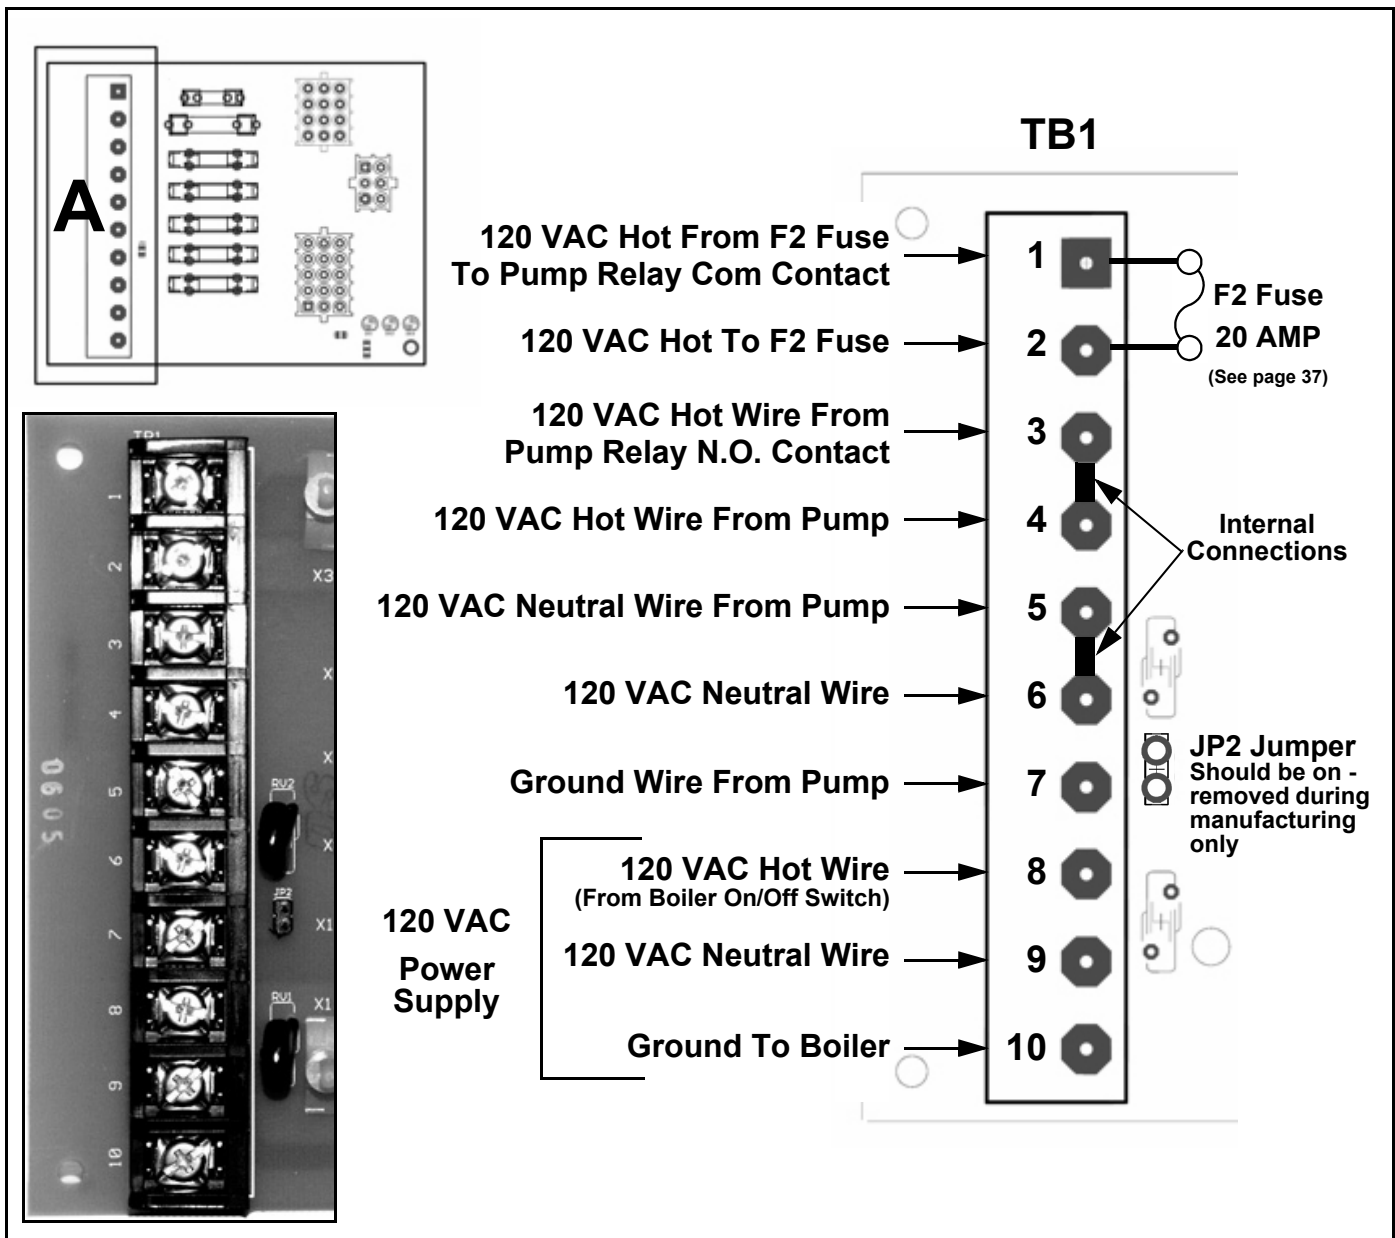 A
TB1
120 VAC Hot From F2 Fuse
To Pump Relay Com Contact
1
F2 Fuse
20 AMP
(See page 37)
120 VAC Hot To F2 Fuse
2
120 VAC Hot Wire From
Pump Relay N.O. Contact
3
120 VAC Hot Wire From Pump
4
Internal
Connections
120 VAC Neutral Wire From Pump
5
120 VAC Neutral Wire
6
Ground Wire From Pump
7
JP2 Jumper
Should be on -
removed during
manufacturing
only
120 VAC
Power
Supply
120 VAC Hot Wire
(From Boiler On/Off Switch)
8
120 VAC Neutral Wire
9
Ground To Boiler
10
TB1
1
2
X3
3
X
4
X
5
RV2
0605
X
6
JP2
7
X1
8
RV1
X1
9
10